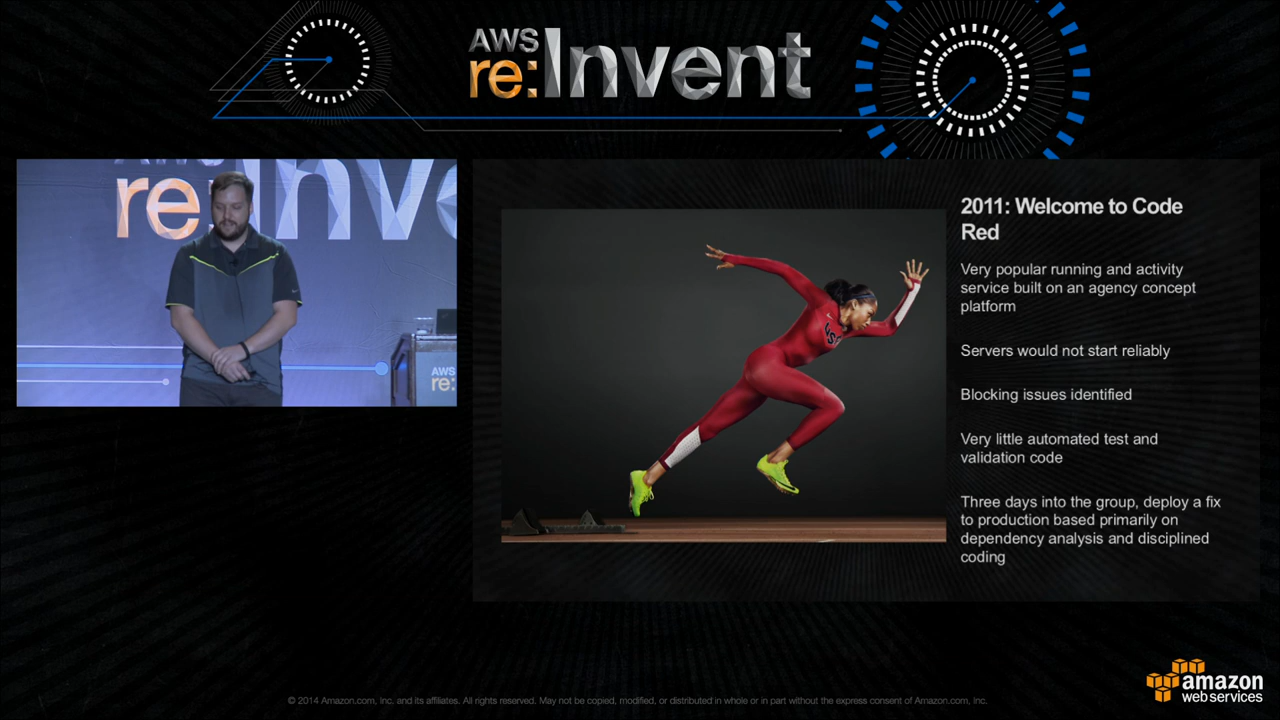 AWS
re:Invent
AWS
re:Inven
AWS
re:
USA
2011: Welcome to Code
Red
Very popular running and activity
service built on an agency concept
platform
Servers would not start reliably
Blocking issues identified
Very little automated test and
validation code
Three days into the group, deploy a fix
to production based primarily on
dependency analysis and disciplined
coding
amazon
web services
© 2014 Amazon.com, Inc. and its affiliates. All rights reserved. May not be copied, modified, or distributed in whole or in part without the express consent of Amazon.com, Inc.